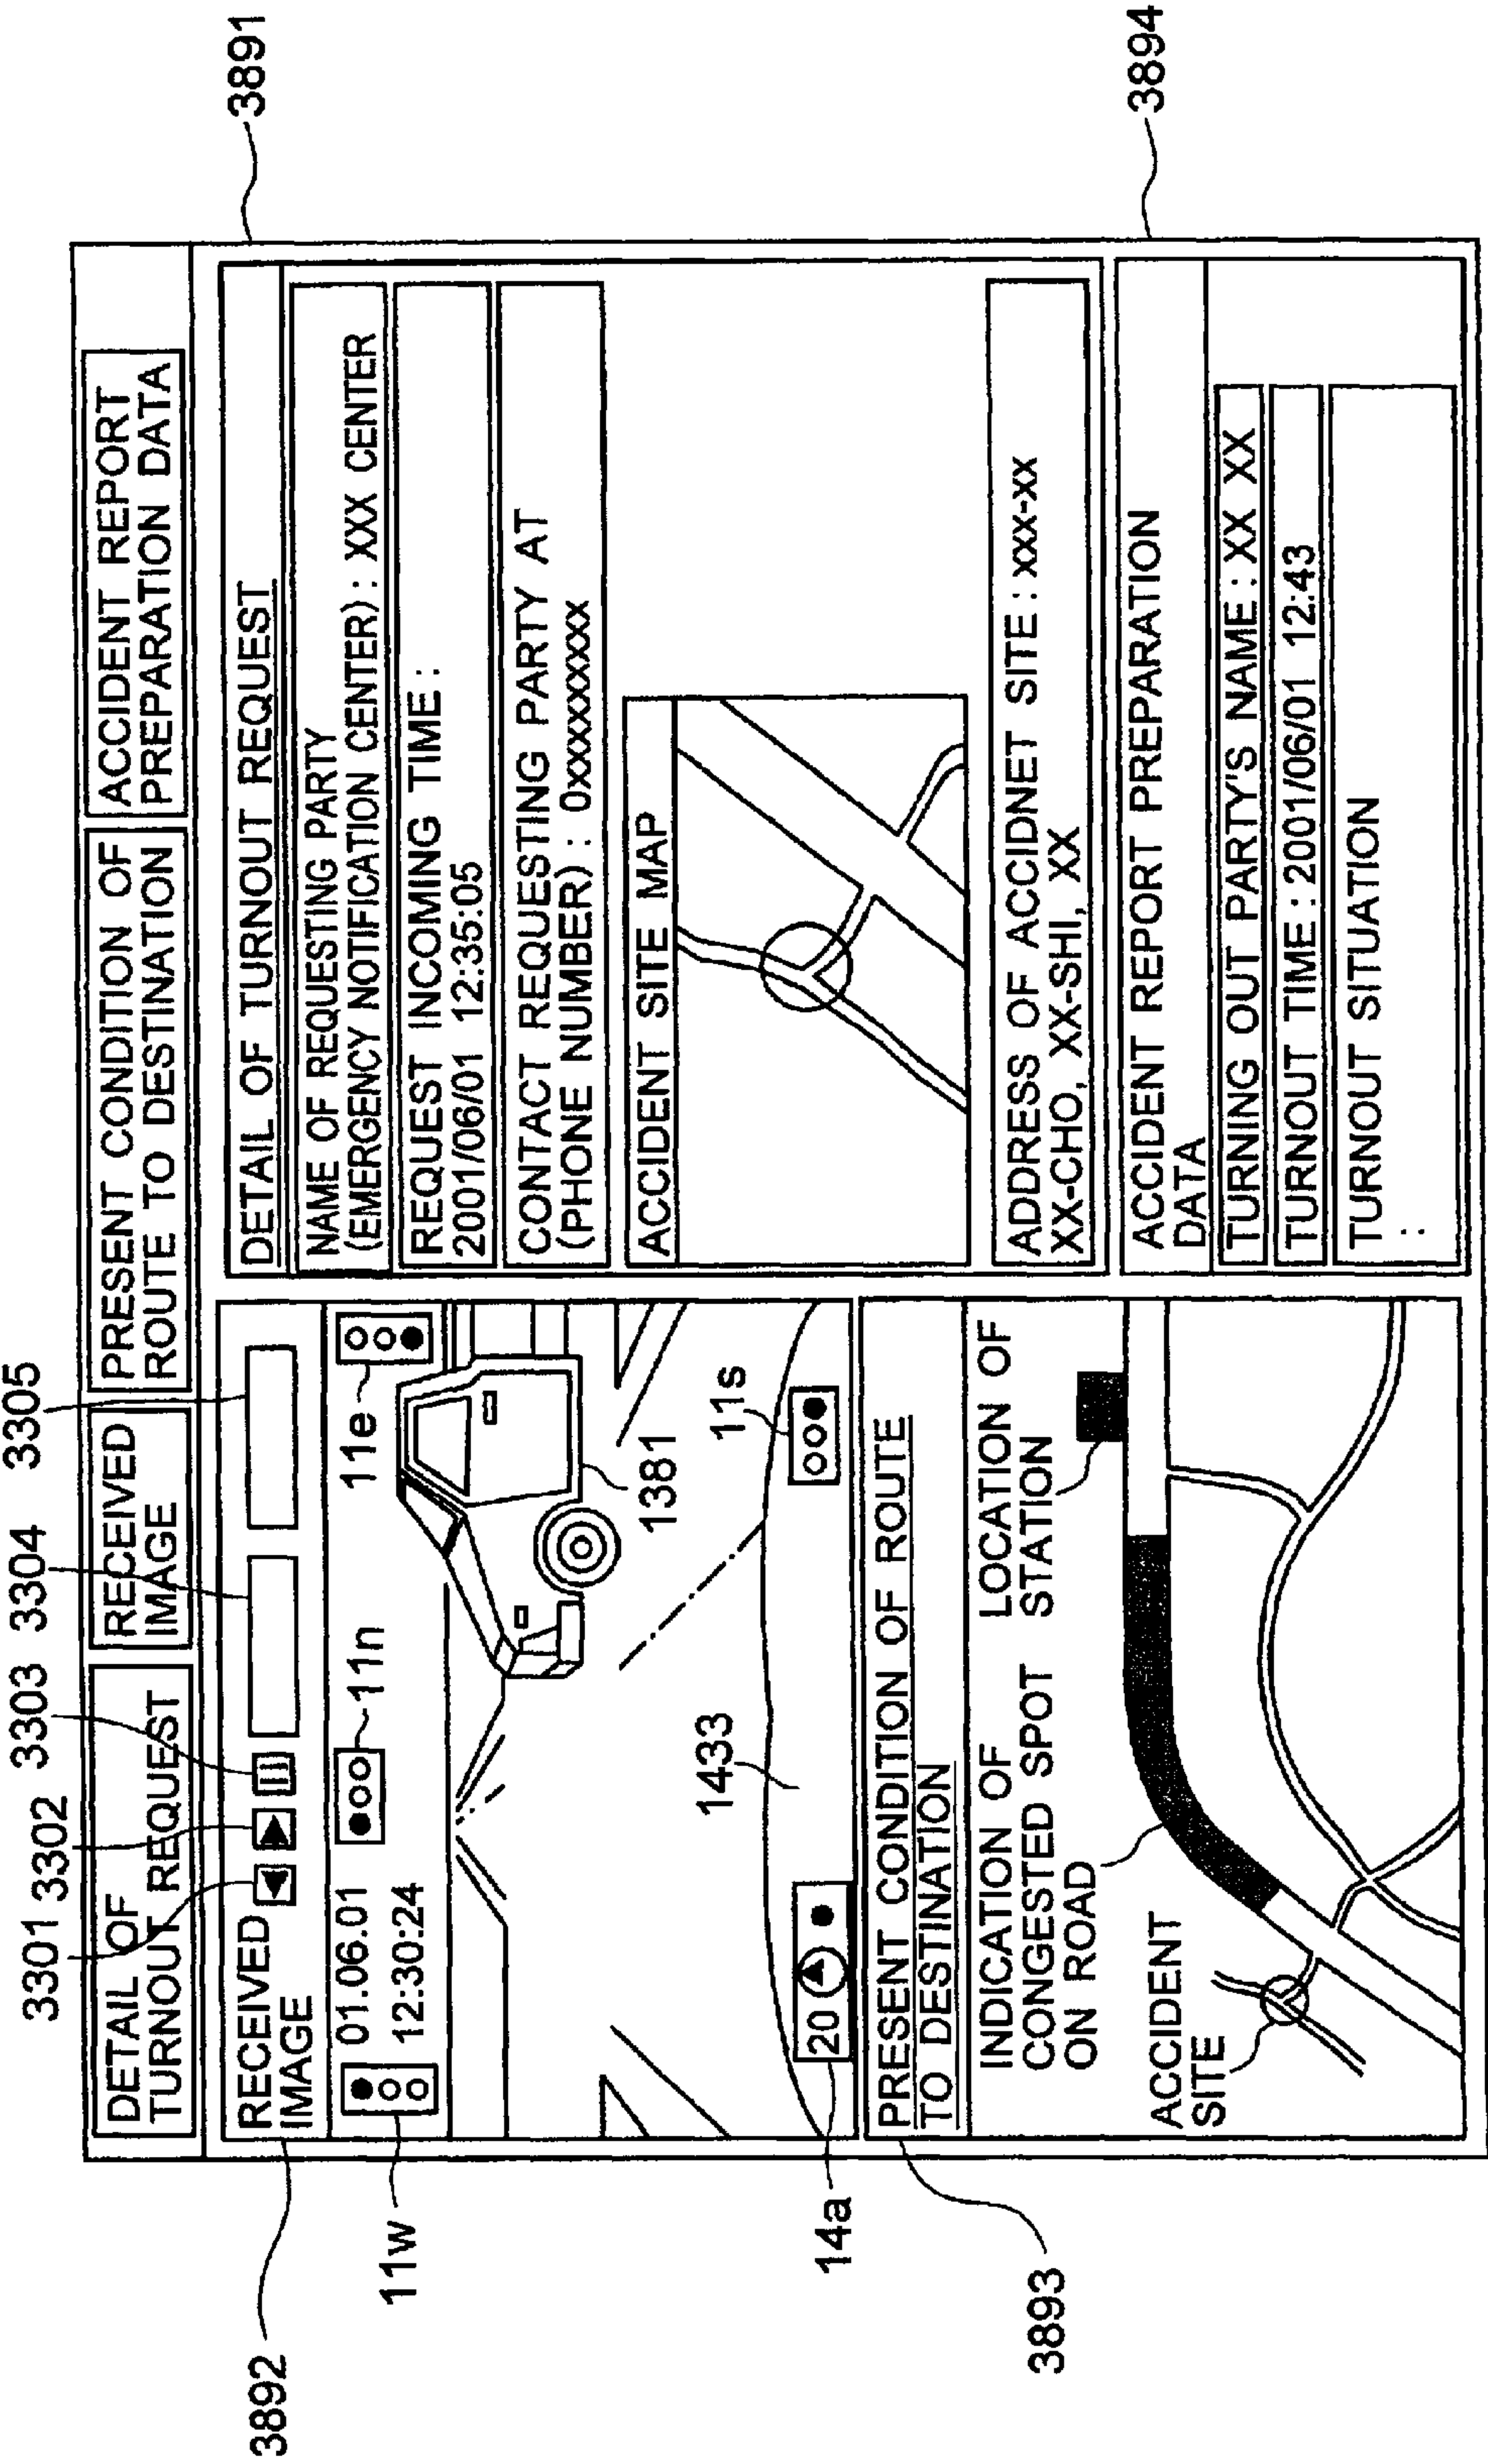 3301 3302 3303 3304 3305
DETAIL OF
TURNOUT REQUEST
RECEIVED
IMAGE
PRESENT CONDITION OF
ROUTE TO DESTINATION
ACCIDENT REPORT
PREPARATION DATA
3892
RECEIVED
IMAGE
11w
01.06.01
12:30:24
11n
11e
1381
1433
11s
14a
20
3893
PRESENT CONDITION OF ROUTE
TO DESTINATION
INDICATION OF
CONGESTED SPOT
ON ROAD
LOCATION OF
STATION
ACCIDENT
SITE
3891
DETAIL OF TURNOUT REQUEST
NAME OF REQUESTING PARTY
(EMERGENCY NOTIFICATION CENTER) : XXX CENTER
REQUEST INCOMING TIME :
2001/06/01 12:35:05
CONTACT REQUESTING PARTY AT
(PHONE NUMBER) : 0xxxxxxxxx
ACCIDENT SITE MAP
ADDRESS OF ACCIDNET SITE : xxx-xx
XX-CHO, XX-SHI, XX
3894
ACCIDENT REPORT PREPARATION
DATA
TURNING OUT PARTY'S NAME : XX XX
TURNOUT TIME : 2001/06/01 12:43
TURNOUT SITUATION
: